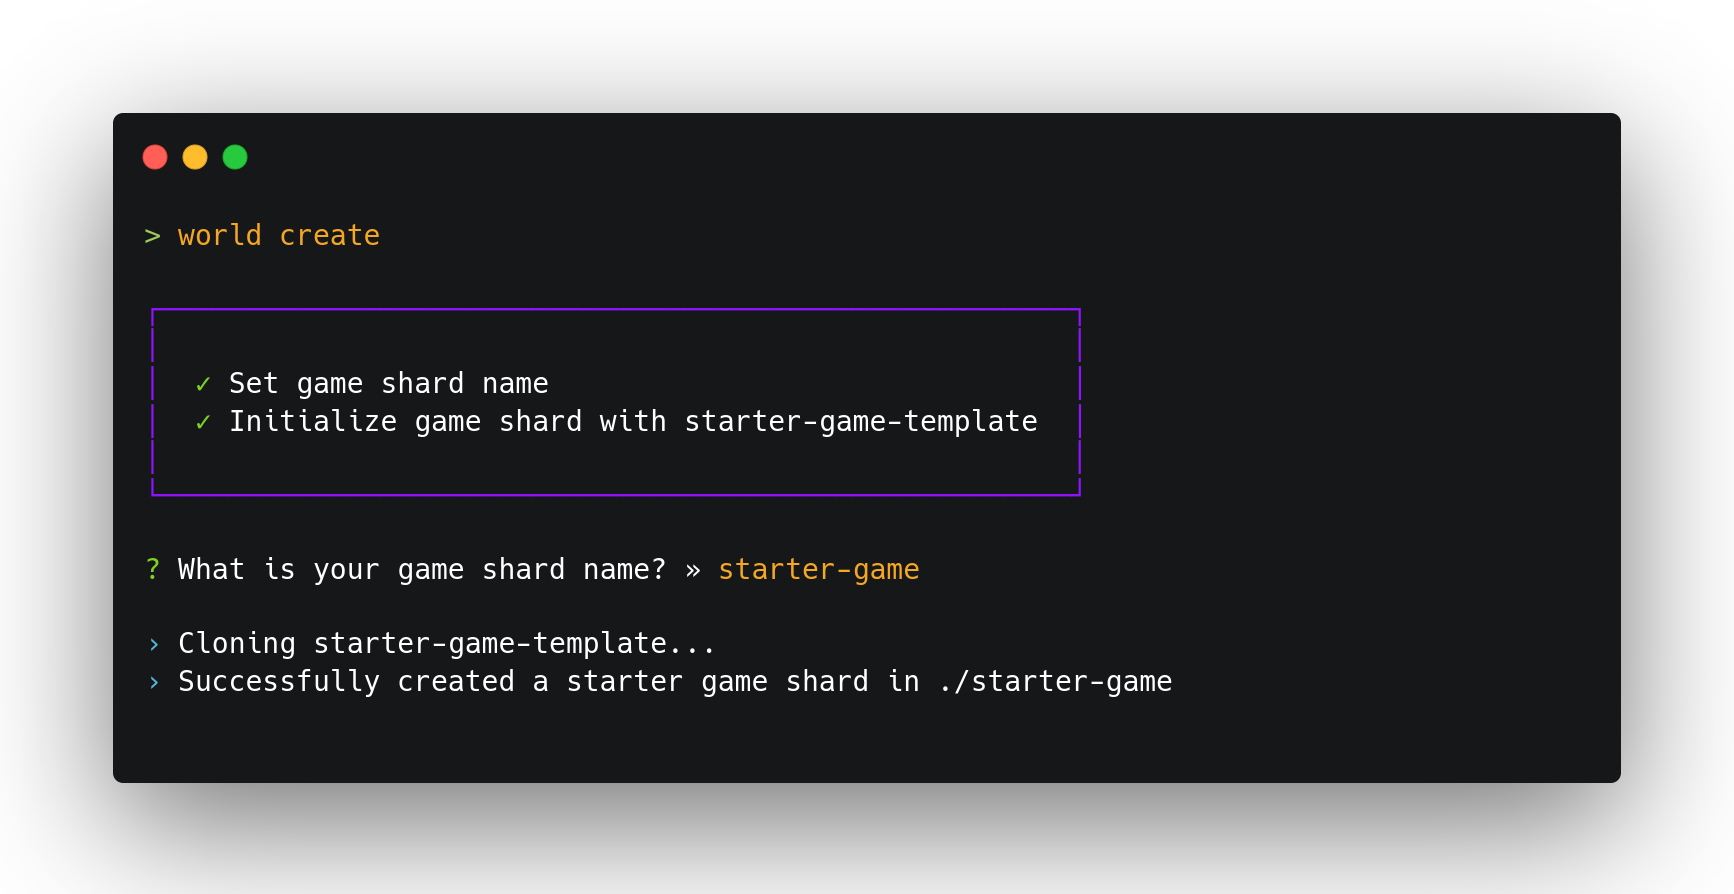 > world create
✓ Set game shard name
✓ Initialize game shard with starter-game-template
? What is your game shard name? » starter-game
› Cloning starter-game-template...
› Successfully created a starter game shard in ./starter-game